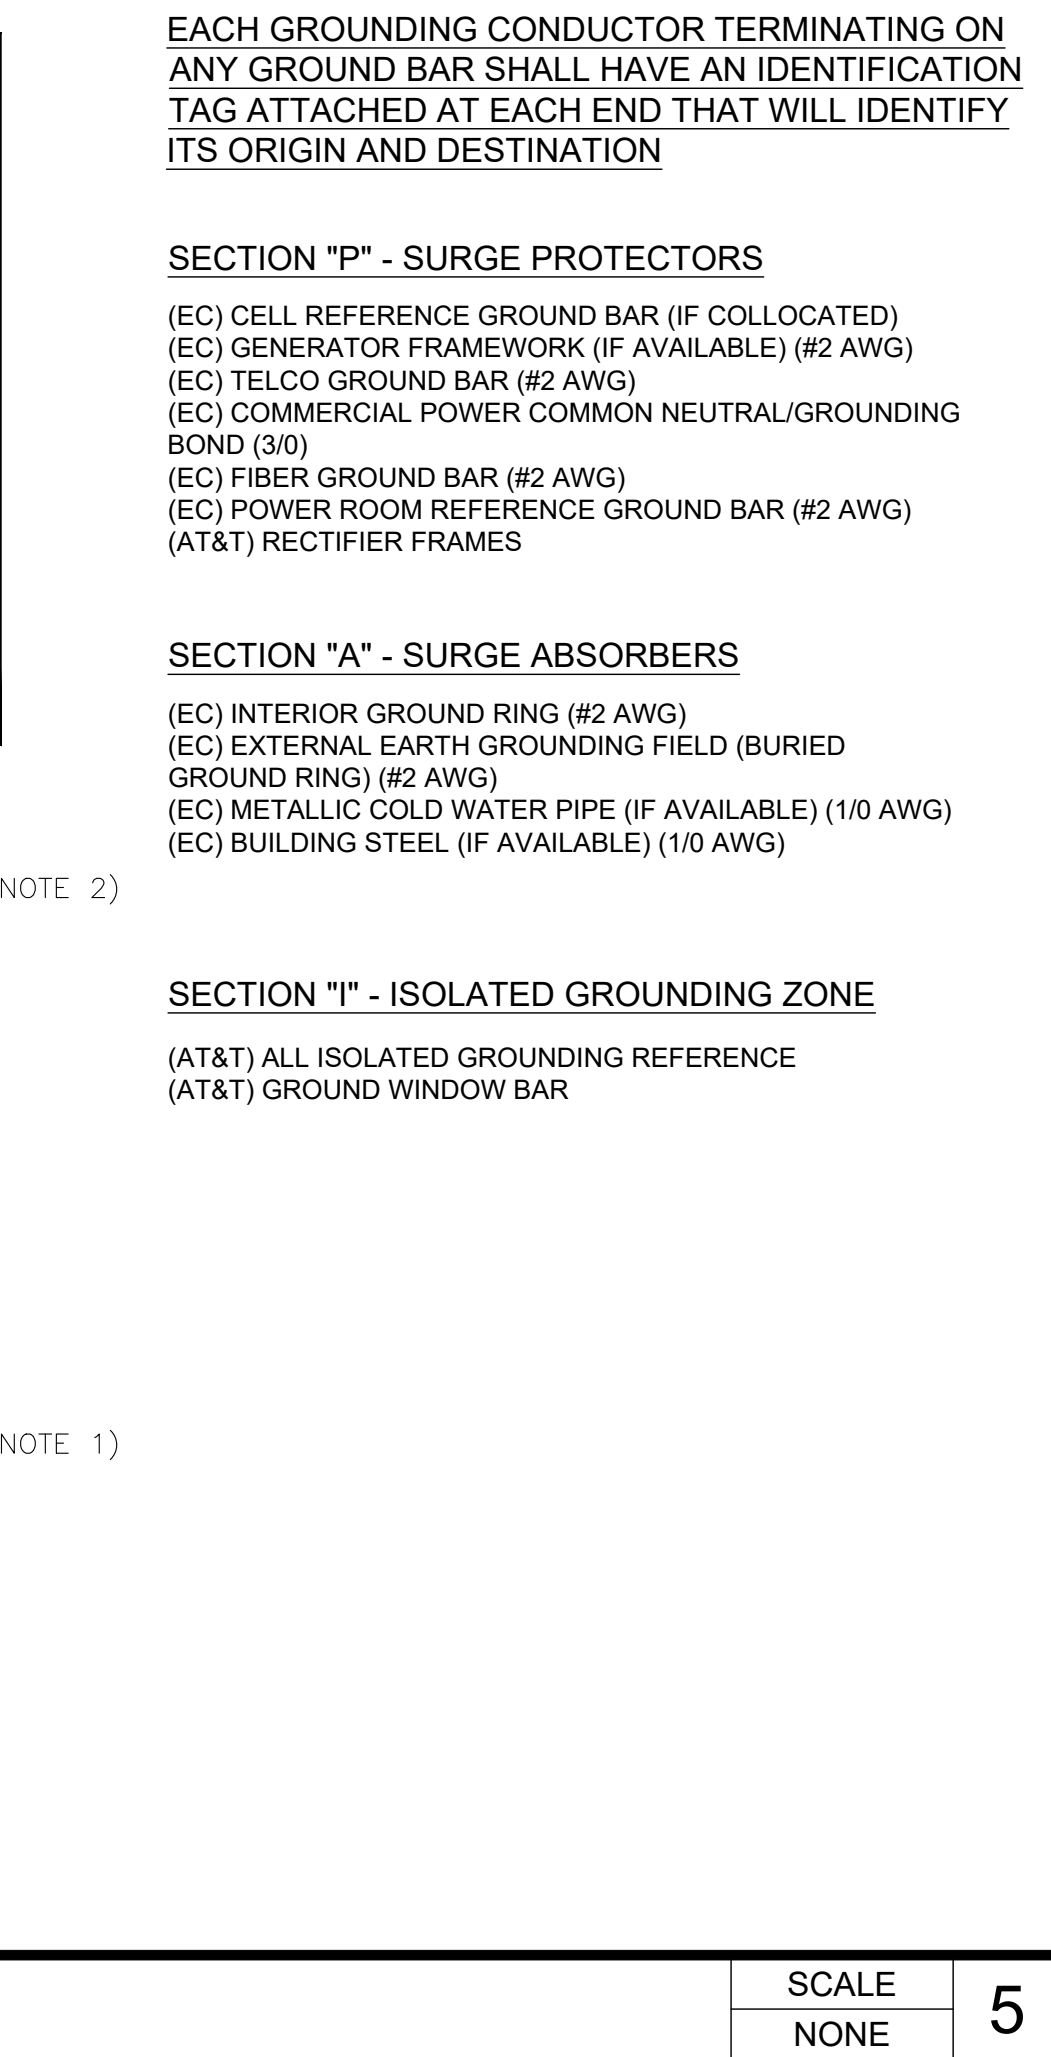 EACH GROUNDING CONDUCTOR TERMINATING ON
ANY GROUND BAR SHALL HAVE AN IDENTIFICATION
TAG ATTACHED AT EACH END THAT WILL IDENTIFY
ITS ORIGIN AND DESTINATION
SECTION "P" - SURGE PROTECTORS
(EC) CELL REFERENCE GROUND BAR (IF COLLOCATED)
(EC) GENERATOR FRAMEWORK (IF AVAILABLE) (#2 AWG)
(EC) TELCO GROUND BAR (#2 AWG)
(EC) COMMERCIAL POWER COMMON NEUTRAL/GROUNDING
BOND (3/0)
(EC) FIBER GROUND BAR (#2 AWG)
(EC) POWER ROOM REFERENCE GROUND BAR (#2 AWG)
(AT&T) RECTIFIER FRAMES
SECTION "A" - SURGE ABSORBERS
(EC) INTERIOR GROUND RING (#2 AWG)
(EC) EXTERNAL EARTH GROUNDING FIELD (BURIED
GROUND RING) (#2 AWG)
(EC) METALLIC COLD WATER PIPE (IF AVAILABLE) (1/0 AWG)
(EC) BUILDING STEEL (IF AVAILABLE) (1/0 AWG)
NOTE 2)
SECTION "I" - ISOLATED GROUNDING ZONE
(AT&T) ALL ISOLATED GROUNDING REFERENCE
(AT&T) GROUND WINDOW BAR
NOTE 1)
SCALE
NONE
5